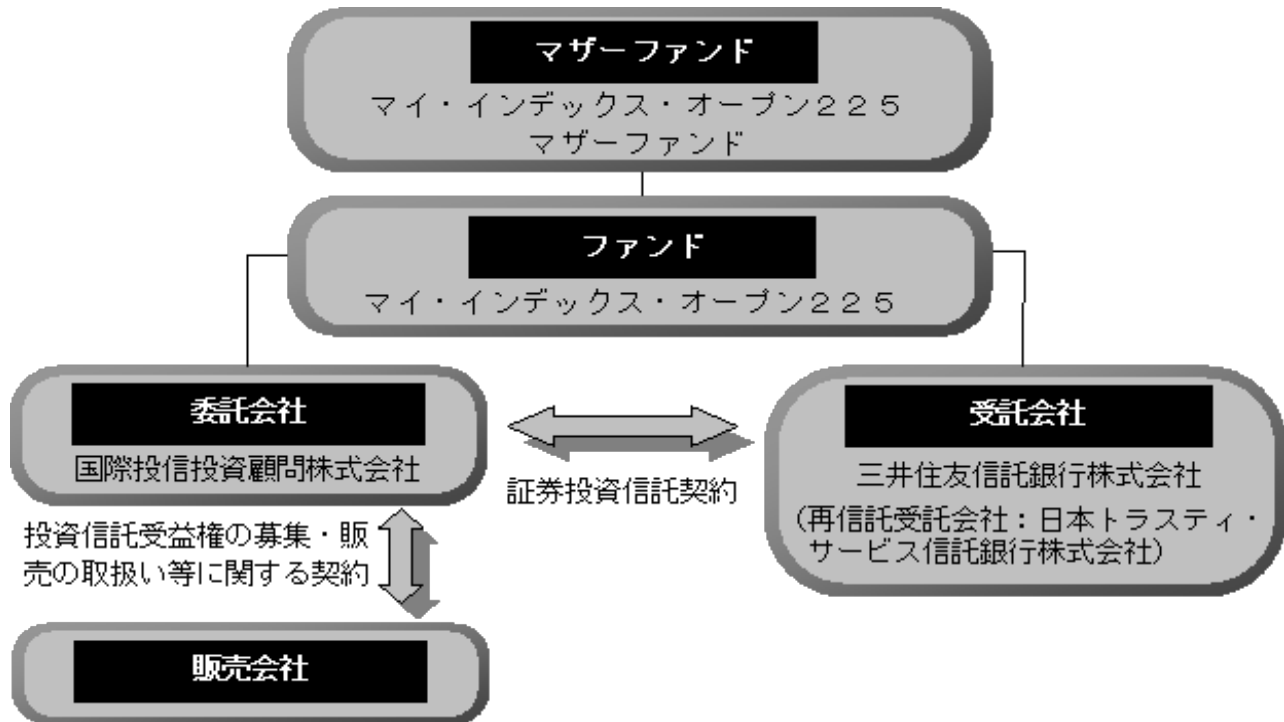 マザーファンド
マイ・インデックス・オープン２２５
マザーファンド
ファンド
マイ・インデックス・オープン２２５
委託会社
国際投信投資顧問株式会社
証券投資信託契約
受託会社
三井住友信託銀行株式会社
（再信託受託会社：日本トラスティ・
サービス信託銀行株式会社）
投資信託受益権の募集・販
売の取扱い等に関する契約
販売会社